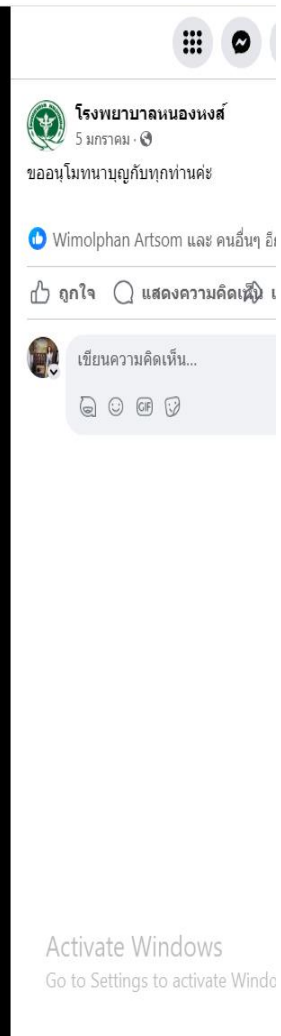 โรงพยาบาลหนองหงส์
5 มกราคม ·
ขออนุโมทนาบุญกับทุกท่านค่ะ
Wimolphan Artsom และ คนอื่นๆ
ถูกใจ แสดงความคิดเห็น
เขียนความคิดเห็น...
GIF
Activate Windows
Go to Settings to activate